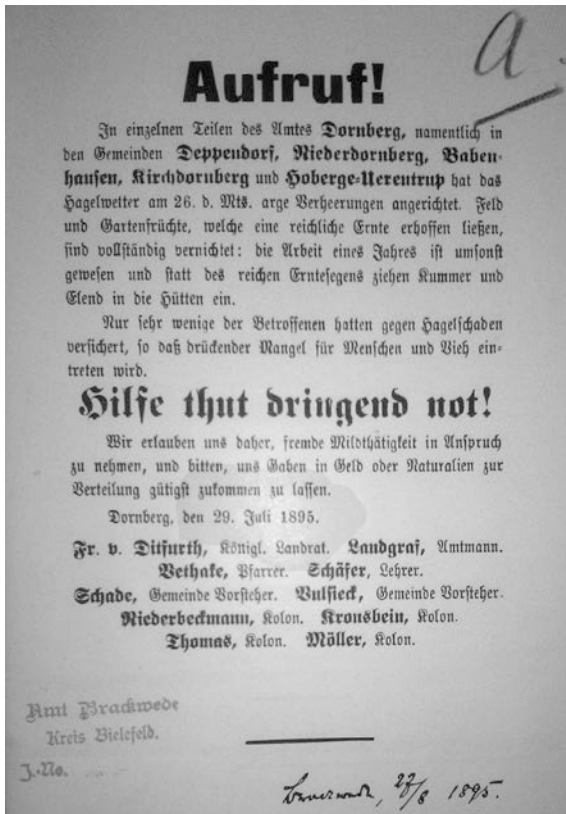 a.
Aufruf!
In einzelnen Teilen des Amtes Dornberg, namentlich in
den Gemeinden Deppendorf, Niederdornberg, Baben-
hausen, Kirchdornberg und Hoberge-Uerentrup hat das
Hagelwetter am 26. d. Mts. arge Verheerungen angerichtet. Feld
und Gartenfrüchte, welche eine reichliche Ernte erhoffen ließen,
sind vollständig vernichtet: die Arbeit eines Jahres ist umsonst
gewesen und statt des reichen Erntesegens ziehen Kummer und
Elend in die Hütten ein.
Nur sehr wenige der Betroffenen hatten gegen Hagelschaden
versichert, so daß drückender Mangel für Menschen und Vieh ein-
treten wird.
Hilfe thut dringend not!
Wir erlauben uns daher, fremde Mildthätigkeit in Anspruch
zu nehmen, und bitten, uns Gaben in Geld oder Naturalien zur
Verteilung gütigst zukommen zu lassen.
Dornberg, den 29. Juli 1895.
Fr. v. Ditfurth, Königl. Landrat. Landgraf, Amtmann.
Bethake, Pfarrer. Schäfer, Lehrer.
Schade, Gemeinde Vorsteher. Vulsieck, Gemeinde Vorsteher.
Niederbeckmann, Kolon. Kronsbein, Kolon.
Thomas, Kolon. Möller, Kolon.
Amt Brackwede
Kreis Bielefeld.
J.-No.
/8 1895.